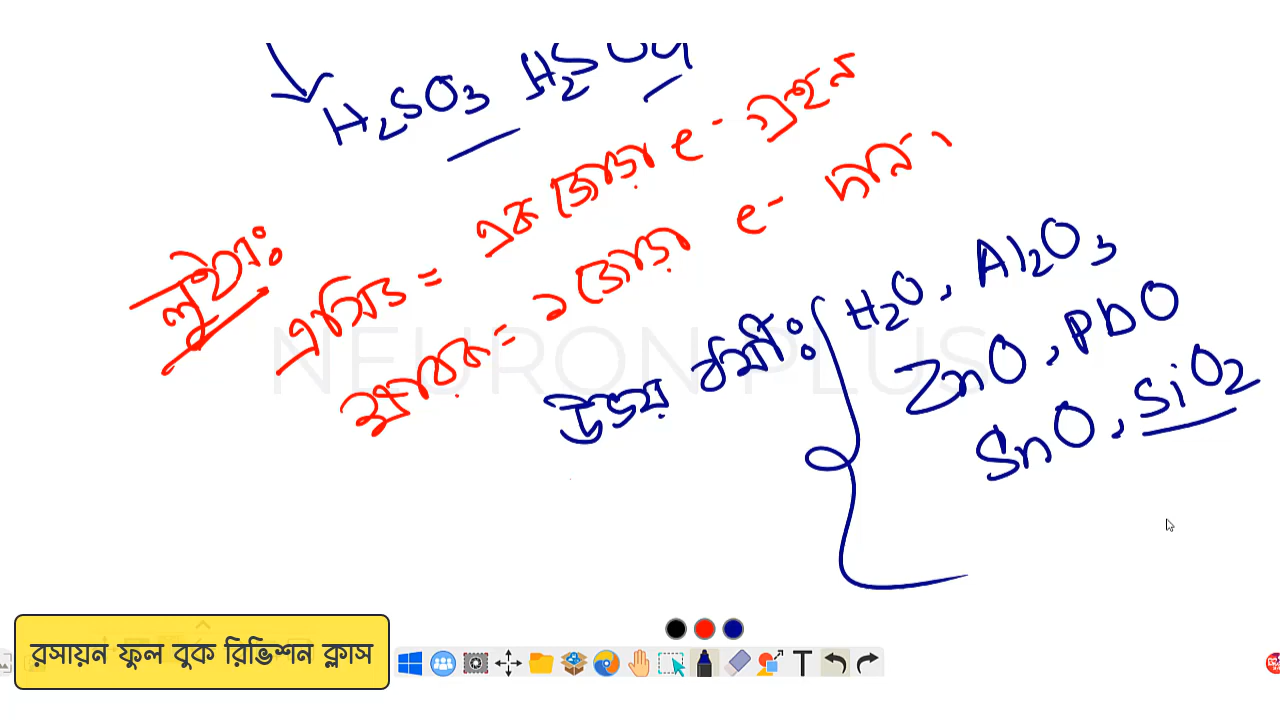 H₂SO₃ H₂SO₄
লুইসঃ
এসিড = এক জোড়া e⁻ গ্রহন
ক্ষারক = ১ জোড়া e⁻ দান।
উভয় ধর্মীঃ { H₂O, Al₂O₃
ZnO, PbO
SnO, SiO₂
NEURON PLUS
রসায়ন ফুল বুক রিভিশন ক্লাস